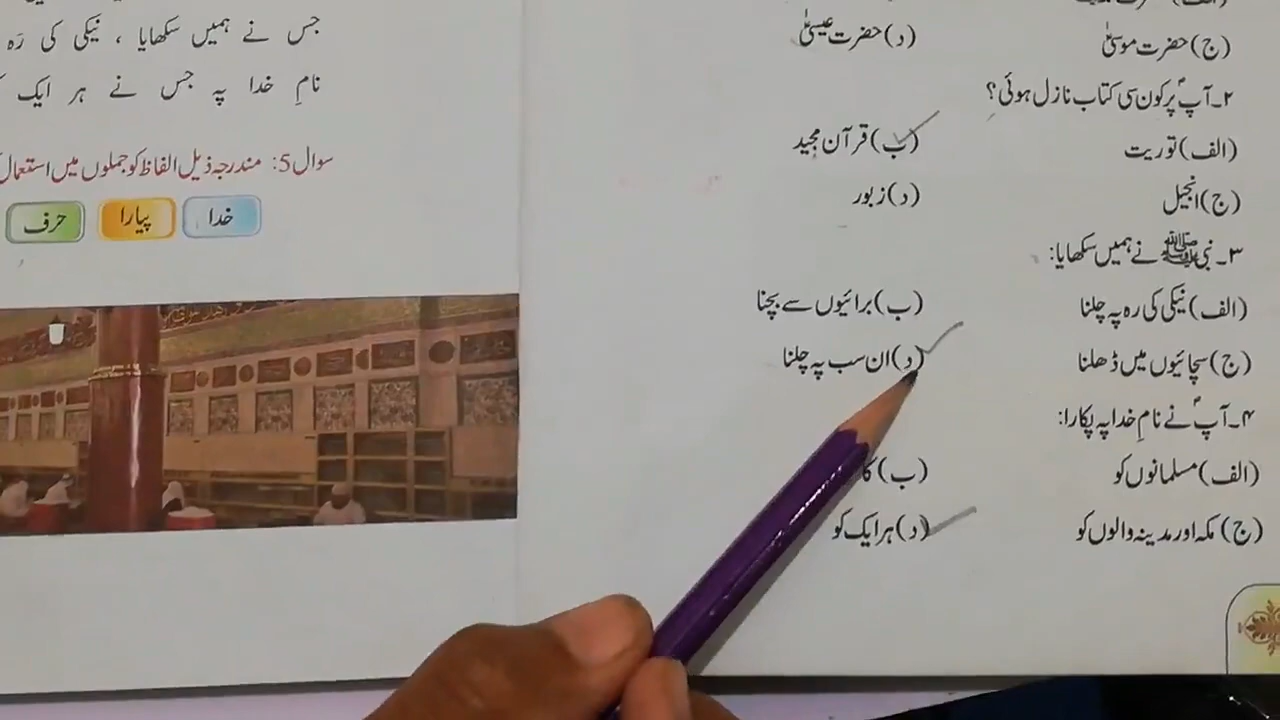 (ج) حضرت موسیٰ (د) حضرت عیسیٰ
۲۔ آپؐ پر کون سی کتاب نازل ہوئی؟
(الف) توریت (ب) قرآن مجید
(ج) انجیل (د) زبور
۳۔ نبی ﷺ نے ہمیں سکھایا:
(الف) نیکی کی رہ پہ چلنا (ب) برائیوں سے بچنا
(ج) سچائیوں میں ڈھلنا (د) ان سب پہ چلنا
۴۔ آپؐ نے نامِ خدا پہ پکارا:
(الف) مسلمانوں کو (ب)
(ج) مکہ اور مدینہ والوں کو (د) ہر ایک کو
جس نے ہمیں سکھایا ، نیکی کی رَہ
نامِ خدا پہ جس نے ہر ایک
سوال 5: مندرجہ ذیل الفاظ کو جملوں میں استعمال
خدا پیارا حرف